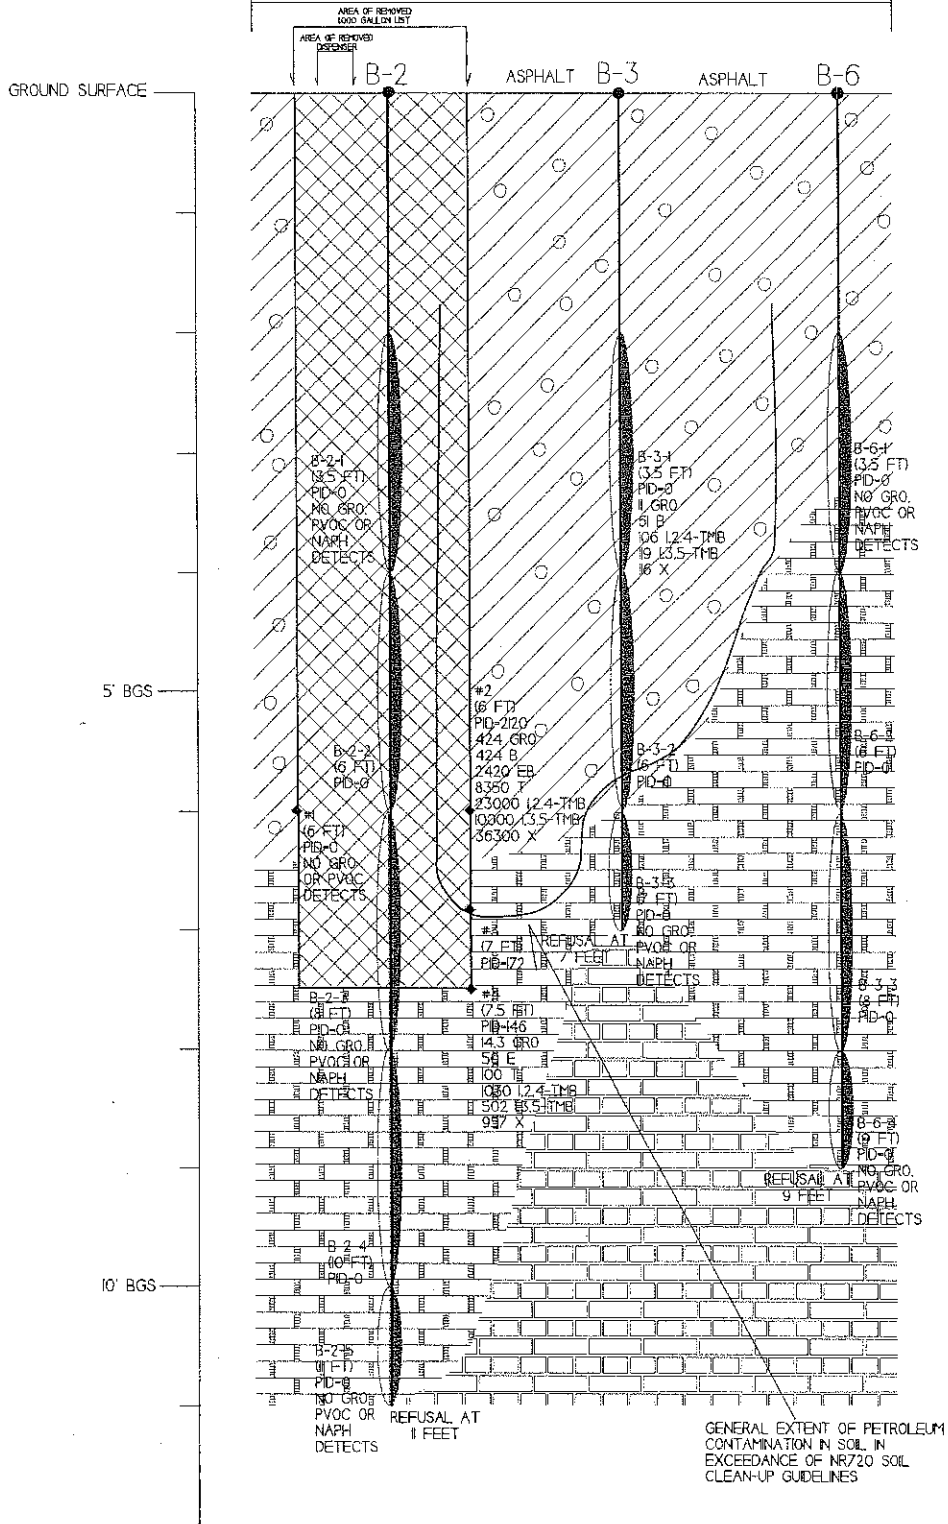 AREA OF REMOVED
1,000 GALLON UST
AREA OF REMOVED
DISPENSER
B-2
ASPHALT
B-3
ASPHALT
B-6
GROUND SURFACE
B-2-1
(3.5 FT)
PID-0
NO GRO,
PVOC OR
NAPH
DETECTS
B-3-1
(3.5 FT)
PID-0
11 GRO
51 B
106 1,2,4-TMB
19 1,3,5-TMB
16 X
B-6-1
(3.5 FT)
PID-0
NO GRO,
PVOC OR
NAPH
DETECTS
5' BGS
#2
(6 FT)
PID-2120
424 GRO
424 B
2420 EB
8350 T
23000 1,2,4-TMB
10300 1,3,5-TMB
36300 X
B-2-2
(6 FT)
PID-0
B-3-2
(6 FT)
PID-0
B-6-2
(6 FT)
PID-0
#1
(6 FT)
PID-0
NO GRO
OR PVOC
DETECTS
B-3-3
(7 FT)
PID-0
NO GRO
PVOC OR
NAPH
DETECTS
REFUSAL AT
7 FEET
#3
(7 FT)
PID-172
B-2-3
(8 FT)
PID-0
NO GRO,
PVOC OR
NAPH
DETECTS
(7.5 FT)
PID-146
14.3 GRO
100 T
1030 1,2,4-TMB
502 1,3,5-TMB
957 X
B-3-3
(8 FT)
PID-0
B-6-4
(9 FT)
PID-0
NO GRO,
PVOC OR
NAPH
DETECTS
REFUSAL AT
9 FEET
B-2-4
(10 FT)
PID-0
10' BGS
B-2-5
(11 FT)
PID-0
NO GRO
PVOC OR
NAPH
DETECTS
REFUSAL AT
11 FEET
GENERAL EXTENT OF PETROLEUM
CONTAMINATION IN SOIL IN
EXCEEDANCE OF NR720 SOIL
CLEAN-UP GUIDELINES